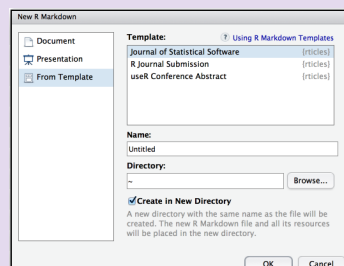 New R Markdown
Document
Presentation
From Template
Template:
? Using R Markdown Templates
Journal of Statistical Software {rticles}
R Journal Submission {rticles}
useR Conference Abstract {rticles}
Name:
Untitled
Directory:
~
Browse...
Create in New Directory
A new directory with the same name as the file will be
created. The new R Markdown file and all its resources
will be placed in the new directory.
OK Cancel